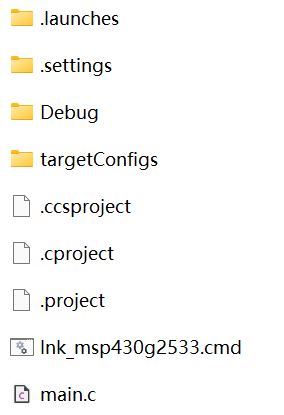 .launches
.settings
Debug
targetConfigs
.ccsproject
.cproject
.project
lnk_msp430g2533.cmd
main.c